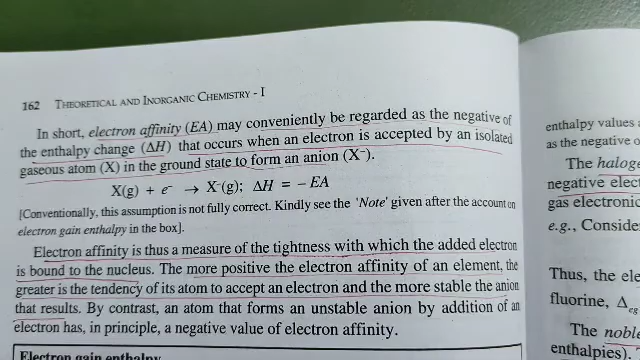 162 THEORETICAL AND INORGANIC CHEMISTRY - I
In short, electron affinity (EA) may conveniently be regarded as the negative of
the enthalpy change (ΔH) that occurs when an electron is accepted by an isolated
gaseous atom (X) in the ground state to form an anion (X⁻).
X(g) + e⁻ → X⁻(g); ΔH = – EA
[Conventionally, this assumption is not fully correct. Kindly see the 'Note' given after the account on
electron gain enthalpy in the box].
Electron affinity is thus a measure of the tightness with which the added electron
is bound to the nucleus. The more positive the electron affinity of an element, the
greater is the tendency of its atom to accept an electron and the more stable the anion
that results. By contrast, an atom that forms an unstable anion by addition of an
electron has, in principle, a negative value of electron affinity.
Electron gain enthalpy
enthalpy values
as the negative o
The haloge
negative elect
gas electronic
e.g., Conside
Thus, the ele
fluorine, Δeg
The noble
enthalpies).